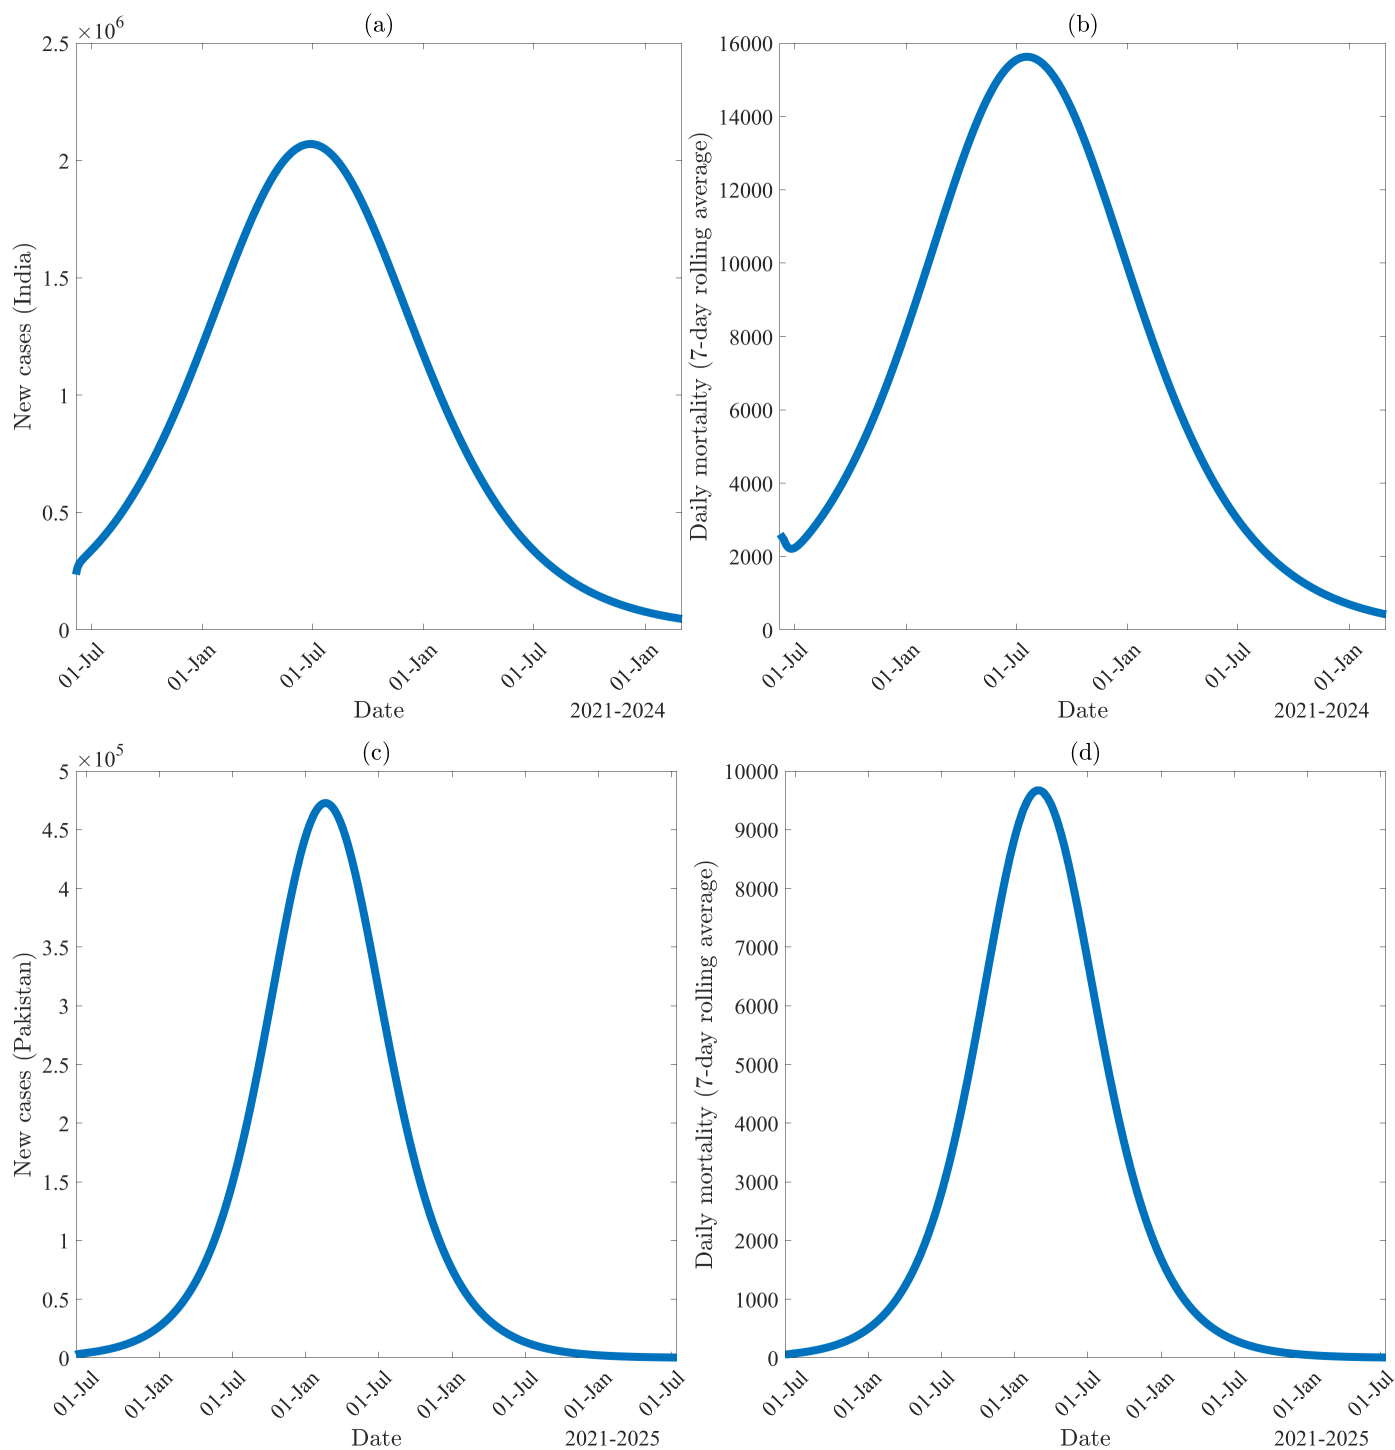 (a)
×10^6
2.5
2
1.5
1
0.5
0
New cases (India)
01-Jul
01-Jan
01-Jul
01-Jan
01-Jul
01-Jan
Date
2021-2024
(b)
16000
14000
12000
10000
8000
6000
4000
2000
0
Daily mortality (7-day rolling average)
01-Jul
01-Jan
01-Jul
01-Jan
01-Jul
01-Jan
Date
2021-2024
(c)
×10^5
5
4.5
4
3.5
3
2.5
2
1.5
1
0.5
0
New cases (Pakistan)
01-Jul
01-Jan
01-Jul
01-Jan
01-Jul
01-Jan
01-Jul
01-Jan
01-Jul
Date
2021-2025
(d)
10000
9000
8000
7000
6000
5000
4000
3000
2000
1000
0
Daily mortality (7-day rolling average)
01-Jul
01-Jan
01-Jul
01-Jan
01-Jul
01-Jan
01-Jul
01-Jan
01-Jul
Date
2021-2025